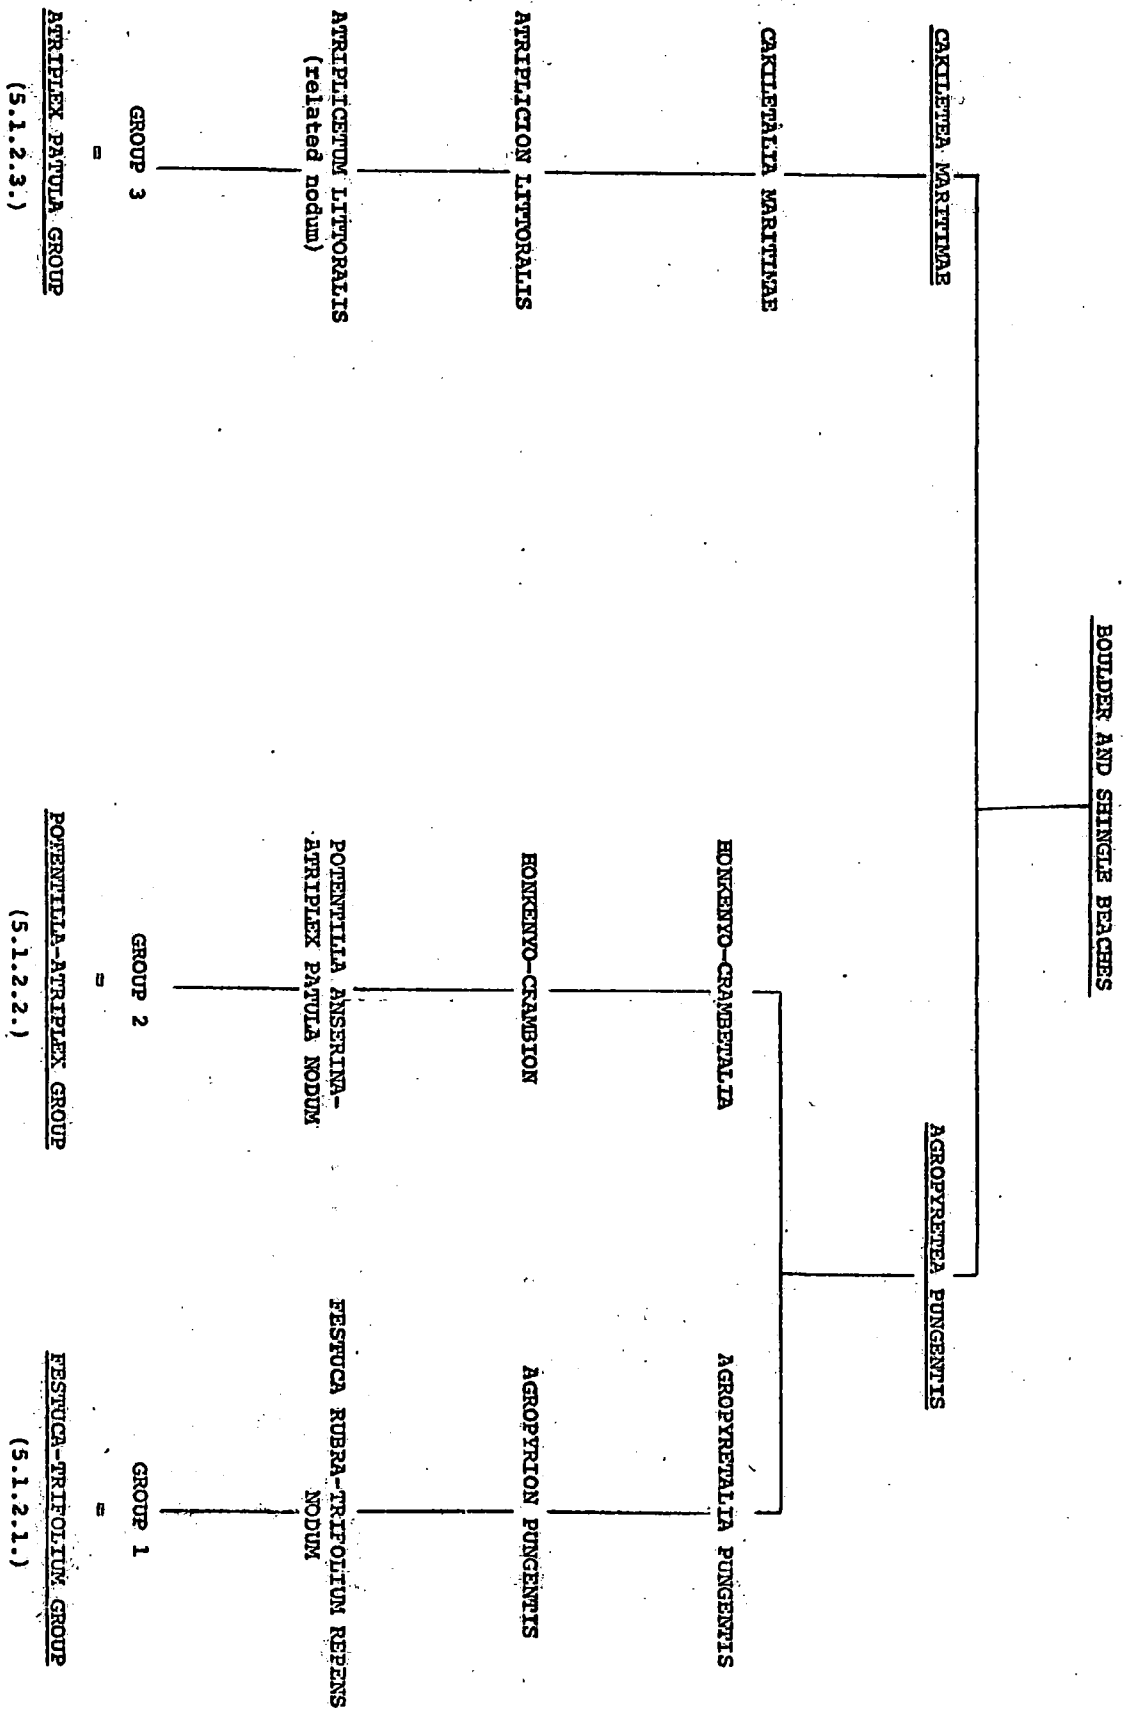 BOULDER AND SHINGLE BEACHES
CAKILETEA MARITIMAE
AGROPYRETEA PUNGENTIS
CAKILETALIA MARITIMAE
HONKENYO-CRAMBETALIA
AGROPYRETALIA PUNGENTIS
ATRIPLICION LITTORALIS
HONKENYO-CRAMBION
AGROPYRION PUNGENTIS
ATRIPLICETUM LITTORALIS
(related nodum)
POTENTILLA ANSERINA-
ATRIPLEX PATULA NODUM
FESTUCA RUBRA-TRIFOLIUM REPENS
NODUM
GROUP 3
GROUP 2
GROUP 1
=
=
=
ATRIPLEX PATULA GROUP
(5.1.2.3.)
POTENTILLA-ATRIPLEX GROUP
(5.1.2.2.)
FESTUCA-TRIFOLIUM GROUP
(5.1.2.1.)